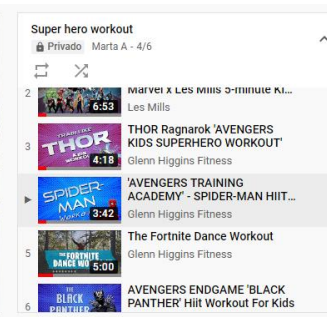 Super hero workout
Privado Marta A - 4/6
2
6:53
Marvel x Les Mills 5-minute Ki...
Les Mills
3
THOR
4:18
THOR Ragnarok 'AVENGERS
KIDS SUPERHERO WORKOUT'
Glenn Higgins Fitness
SPIDER-
MAN
3:42
'AVENGERS TRAINING
ACADEMY' - SPIDER-MAN HIIT...
Glenn Higgins Fitness
5
THE FORTNITE
DANCE WO
5:00
The Fortnite Dance Workout
Glenn Higgins Fitness
6
BLACK
PANTHER
AVENGERS ENDGAME 'BLACK
PANTHER' Hiit Workout For Kids